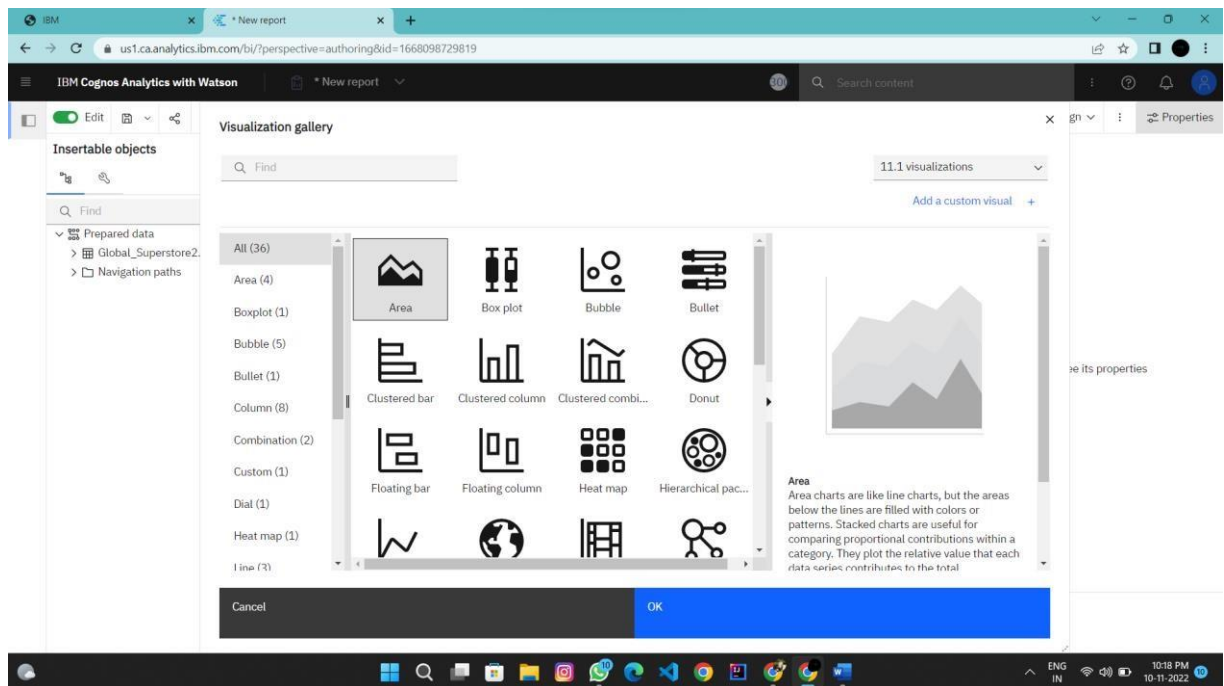 IBM
* New report
us1.ca.analytics.ibm.com/bi/?perspective=authoring&id=1668098729819
IBM Cognos Analytics with Watson
* New report
30
Search content
Edit
gn
Properties
Insertable objects
Find
Prepared data
Global_Superstore2.
Navigation paths
Visualization gallery
Find
11.1 visualizations
Add a custom visual +
All (36)
Area (4)
Boxplot (1)
Bubble (5)
Bullet (1)
Column (8)
Combination (2)
Custom (1)
Dial (1)
Heat map (1)
Line (3)
Area
Box plot
Bubble
Bullet
Clustered bar
Clustered column
Clustered combi...
Donut
Floating bar
Floating column
Heat map
Hierarchical pac...
Area
Area charts are like line charts, but the areas
below the lines are filled with colors or
patterns. Stacked charts are useful for
comparing proportional contributions within a
category. They plot the relative value that each
data series contributes to the total
ee its properties
Cancel
OK
10
ENG
IN
10:18 PM
10-11-2022
10